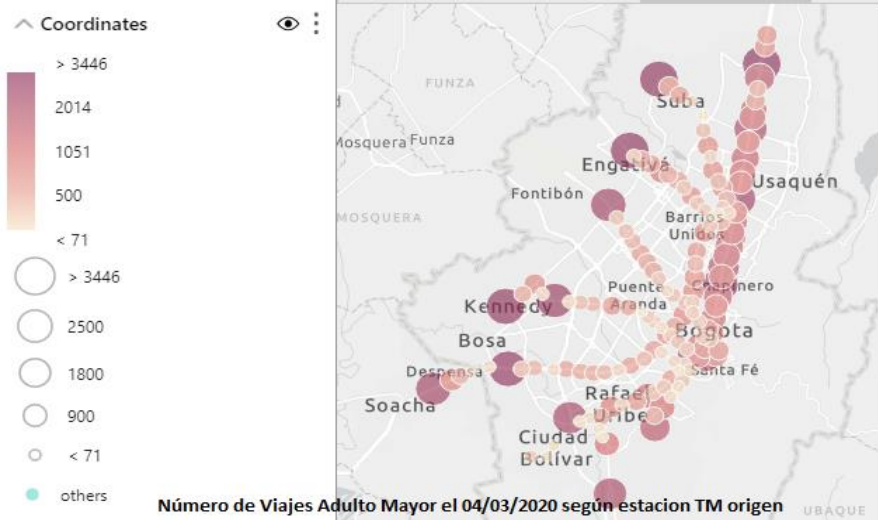 Coordinates
> 3446
2014
1051
500
< 71
> 3446
2500
1800
900
< 71
others
FUNZA
Mosquera Funza
MOSQUERA
Suba
Engativá
Fontibón
Usaquén
Barrios
Unidos
Puente
Aranda
Chapinero
Kennedy
Bogota
Bosa
Despensa
Santa Fé
Soacha
Rafael
Uribe
Ciudad
Bolívar
UBAQUE
Número de Viajes Adulto Mayor el 04/03/2020 según estacion TM origen